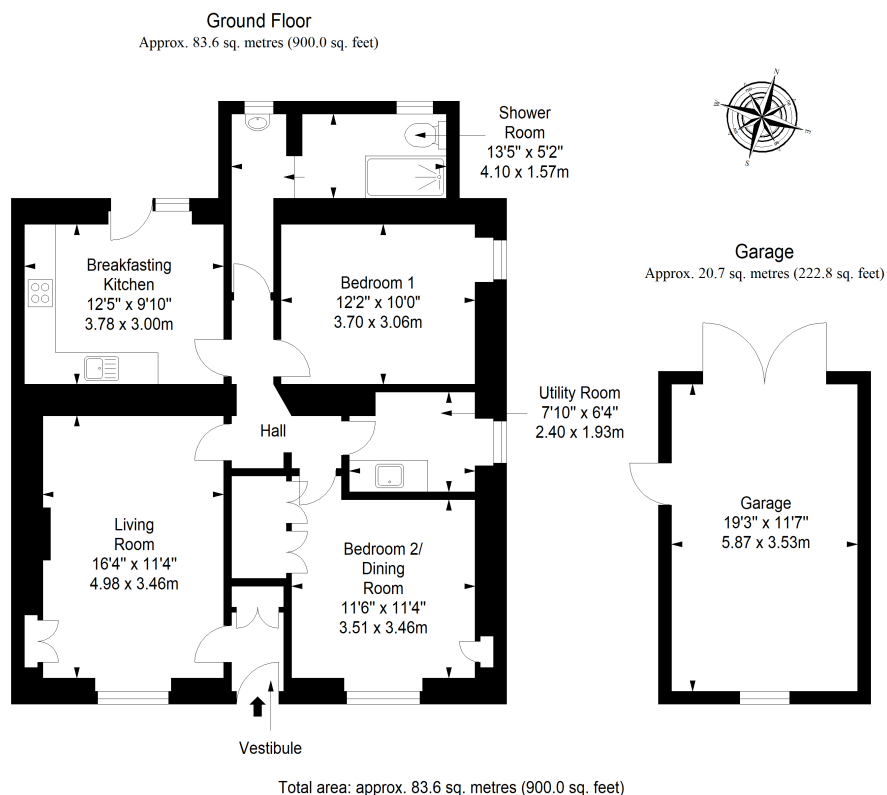 Ground Floor
Approx. 83.6 sq. metres (900.0 sq. feet)
Shower
Room
13'5" x 5'2"
4.10 x 1.57m
N
W
E
S
Breakfasting
Kitchen
12'5" x 9'10"
3.78 x 3.00m
Bedroom 1
12'2" x 10'0"
3.70 x 3.06m
Garage
Approx. 20.7 sq. metres (222.8 sq. feet)
Utility Room
7'10" x 6'4"
2.40 x 1.93m
Hall
Living
Room
16'4" x 11'4"
4.98 x 3.46m
Bedroom 2/
Dining
Room
11'6" x 11'4"
3.51 x 3.46m
Garage
19'3" x 11'7"
5.87 x 3.53m
Vestibule
Total area: approx. 83.6 sq. metres (900.0 sq. feet)